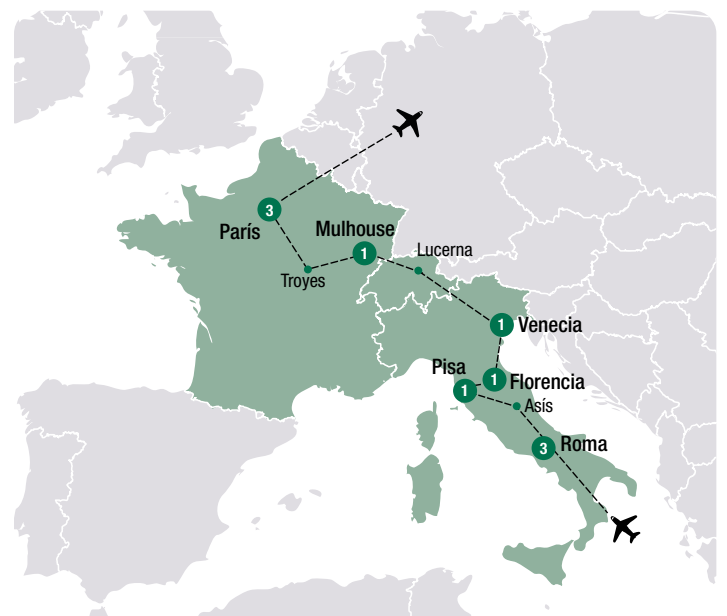 3
París
Mulhouse
1
Troyes
Lucerna
1
Venecia
Pisa
1
1
Florencia
Asís
3
Roma